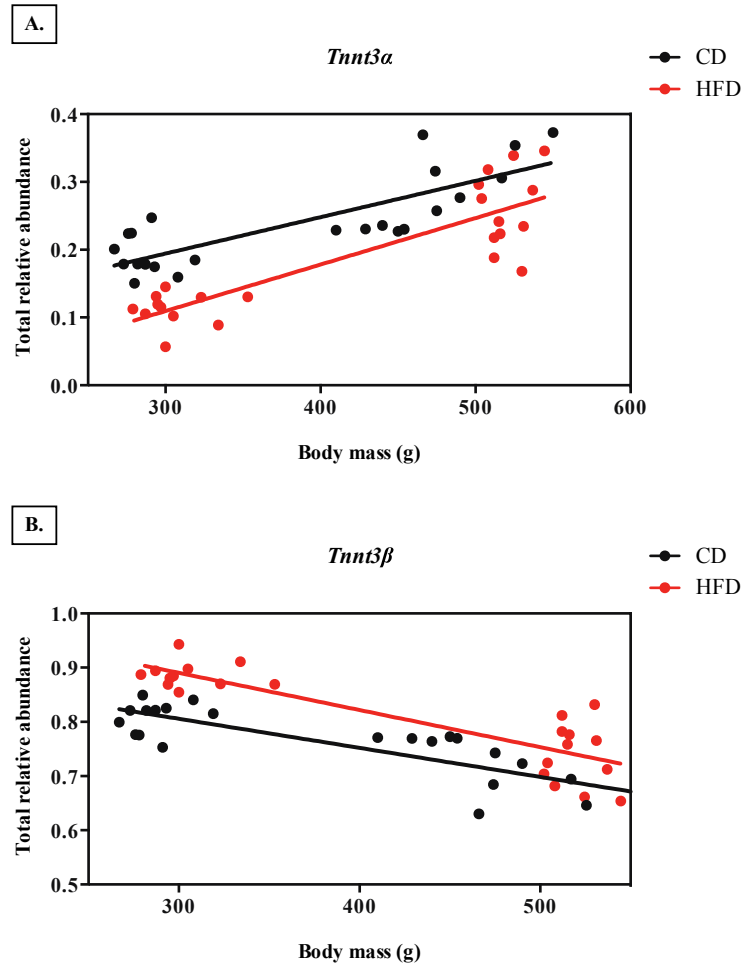 A.
Tnnt3α
CD
HFD
Total relative abundance
0.4
0.3
0.2
0.1
0.0
300 400 500 600
Body mass (g)
B.
Tnnt3β
CD
HFD
Total relative abundance
1.0
0.9
0.8
0.7
0.6
0.5
300 400 500
Body mass (g)